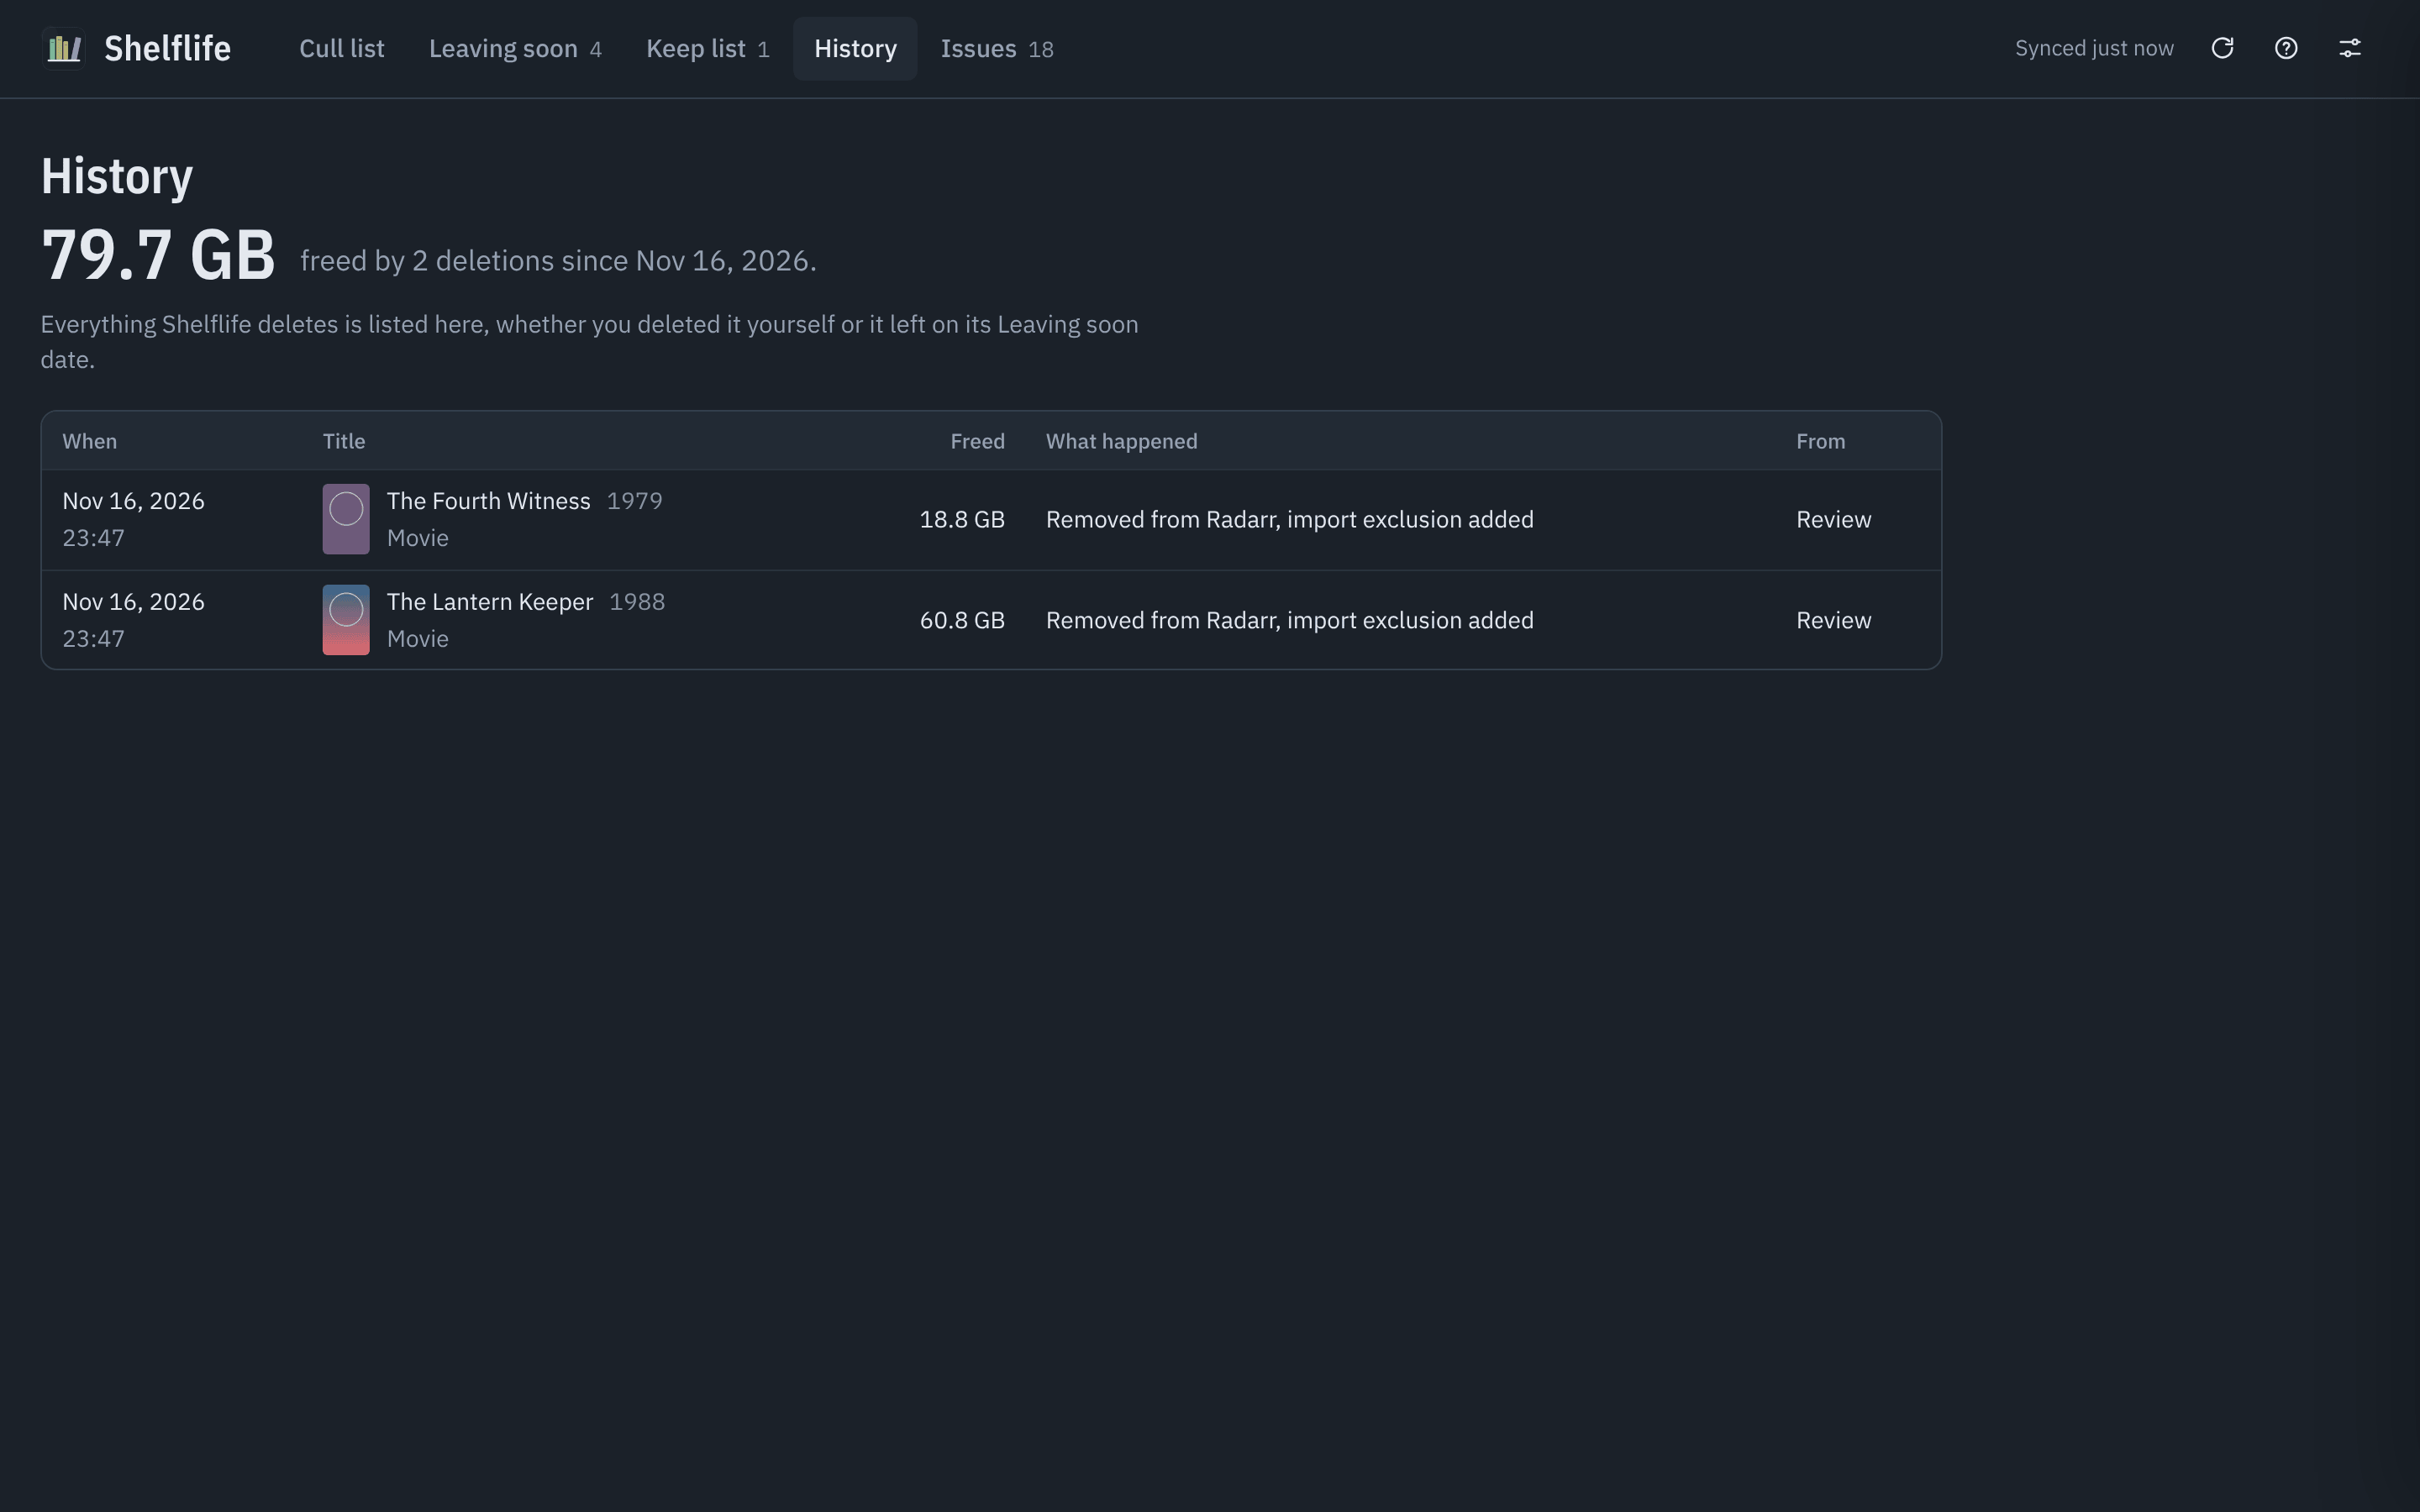 Shelflife Cull list Leaving soon 4 Keep list 1 History Issues 18 Synced just now
History
79.7 GB freed by 2 deletions since Nov 16, 2026.
Everything Shelflife deletes is listed here, whether you deleted it yourself or it left on its Leaving soon
date.
When Title Freed What happened From
Nov 16, 2026 The Fourth Witness 1979 18.8 GB Removed from Radarr, import exclusion added Review
23:47 Movie
Nov 16, 2026 The Lantern Keeper 1988 60.8 GB Removed from Radarr, import exclusion added Review
23:47 Movie